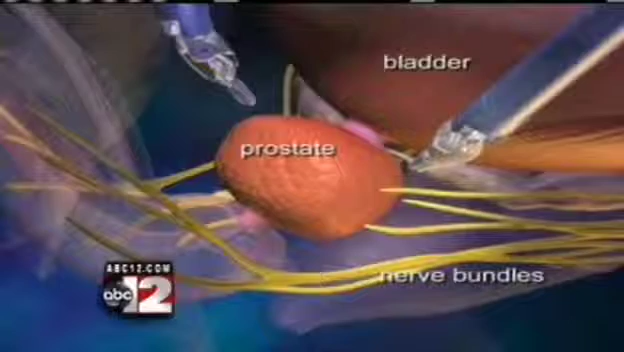 bladder
prostate
nerve bundles
ABC12.COM
abc 12